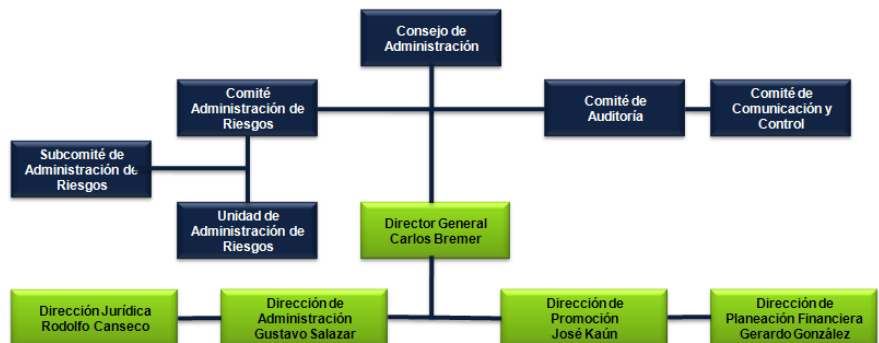 Consejo de
Administración
Comité
Administración de
Riesgos
Comité de
Auditoría
Comité de
Comunicación y
Control
Subcomité de
Administración de
Riesgos
Unidad de
Administración de
Riesgos
Director General
Carlos Bremer
Dirección Jurídica
Rodolfo Canseco
Dirección de
Administración
Gustavo Salazar
Dirección de
Promoción
José Kaún
Dirección de
Planeación Financiera
Gerardo González